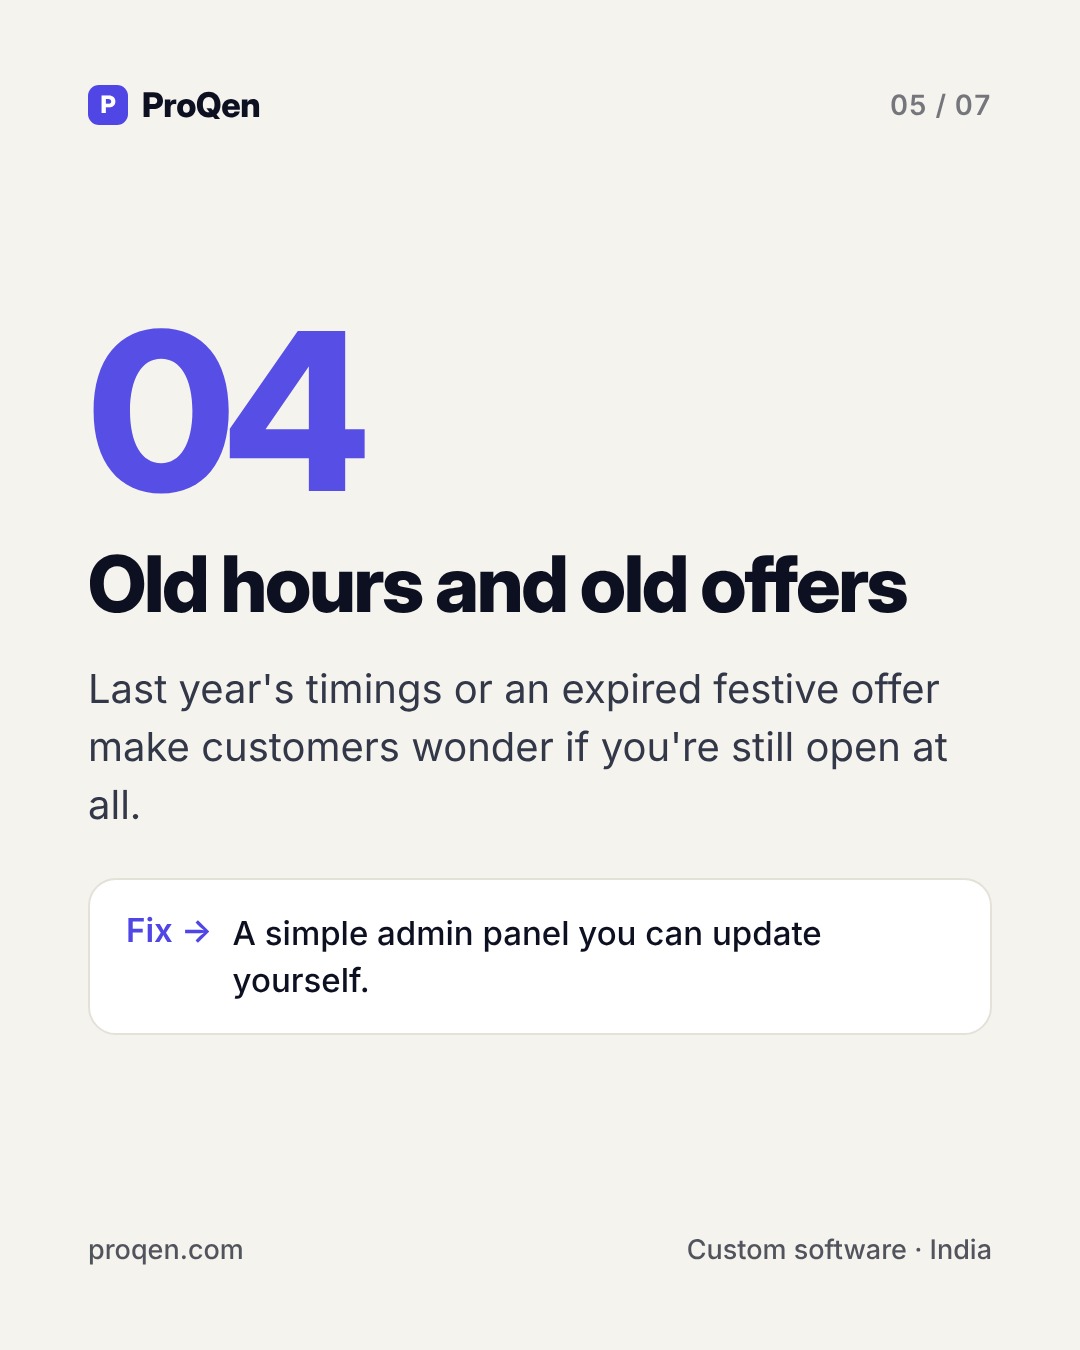 P ProQen
05 / 07
04
Old hours and old offers
Last year's timings or an expired festive offer
make customers wonder if you're still open at
all.
Fix → A simple admin panel you can update
yourself.
proqen.com
Custom software · India